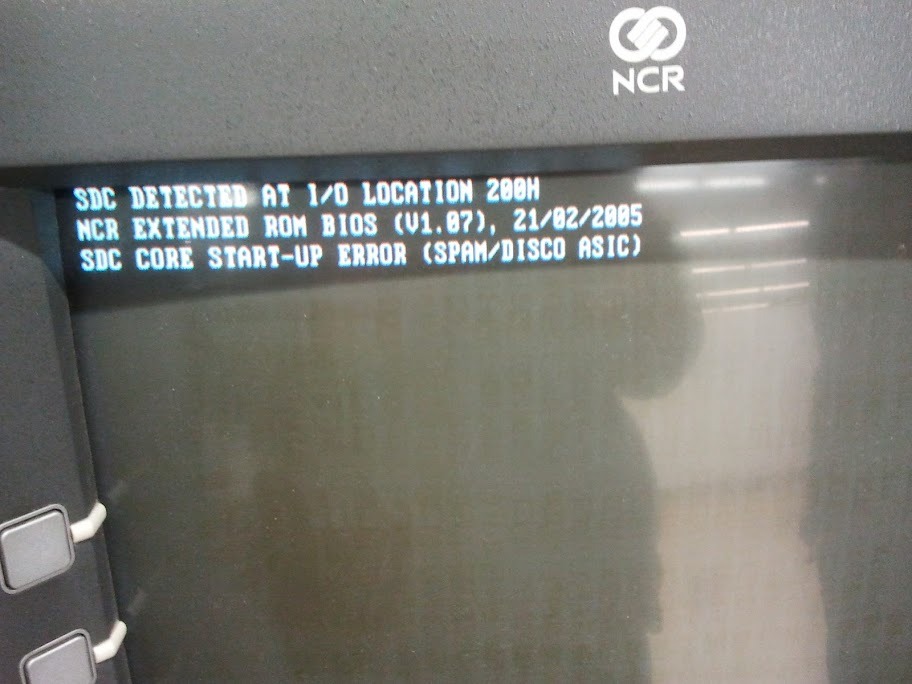 NCR
SDC DETECTED AT I/O LOCATION 200H
NCR EXTENDED ROM BIOS (V1.07), 21/02/2005
SDC CORE START-UP ERROR (SPAM/DISCO ASIC)